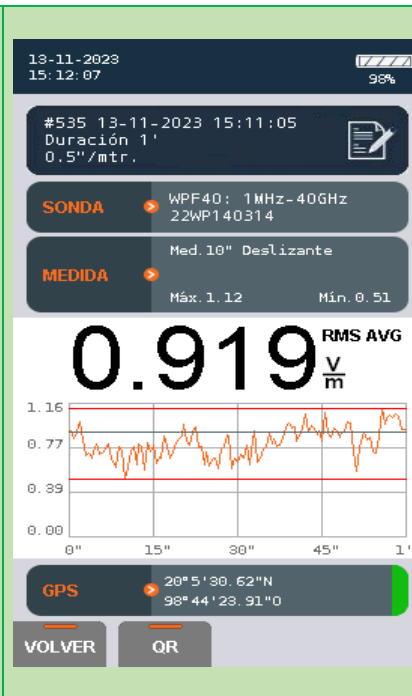 13-11-2023
15:12:07
98%
#535 13-11-2023 15:11:05
Duración 1'
0.5"/mtr.
SONDA
WPF40: 1MHz-40GHz
22WP140314
MEDIDA
Med.10" Deslizante
Máx.1.12 Mín.0.51
0.919 RMS AVG
V
m
1.16
0.77
0.39
0.00
0" 15" 30" 45" 1'
GPS
20°5'30.62"N
98°44'23.91"O
VOLVER QR